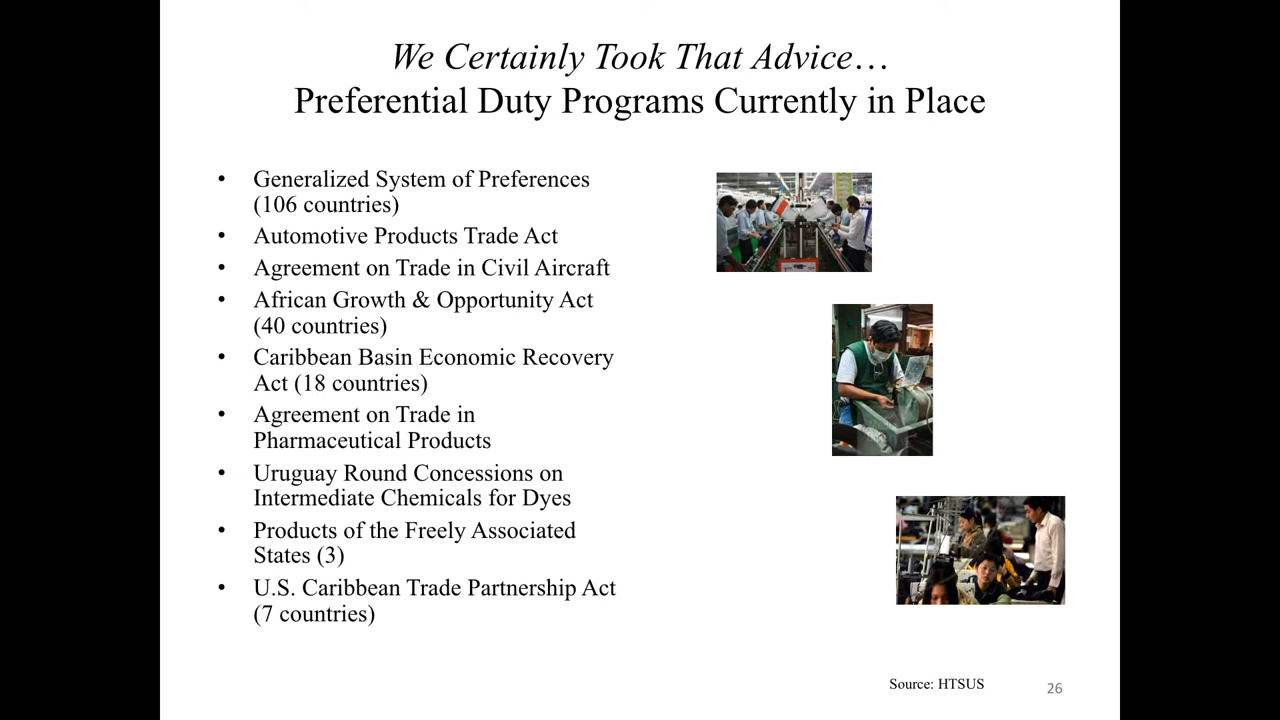 We Certainly Took That Advice…
Preferential Duty Programs Currently in Place
• Generalized System of Preferences
(106 countries)
• Automotive Products Trade Act
• Agreement on Trade in Civil Aircraft
• African Growth & Opportunity Act
(40 countries)
• Caribbean Basin Economic Recovery
Act (18 countries)
• Agreement on Trade in
Pharmaceutical Products
• Uruguay Round Concessions on
Intermediate Chemicals for Dyes
• Products of the Freely Associated
States (3)
• U.S. Caribbean Trade Partnership Act
(7 countries)
Source: HTSUS
26